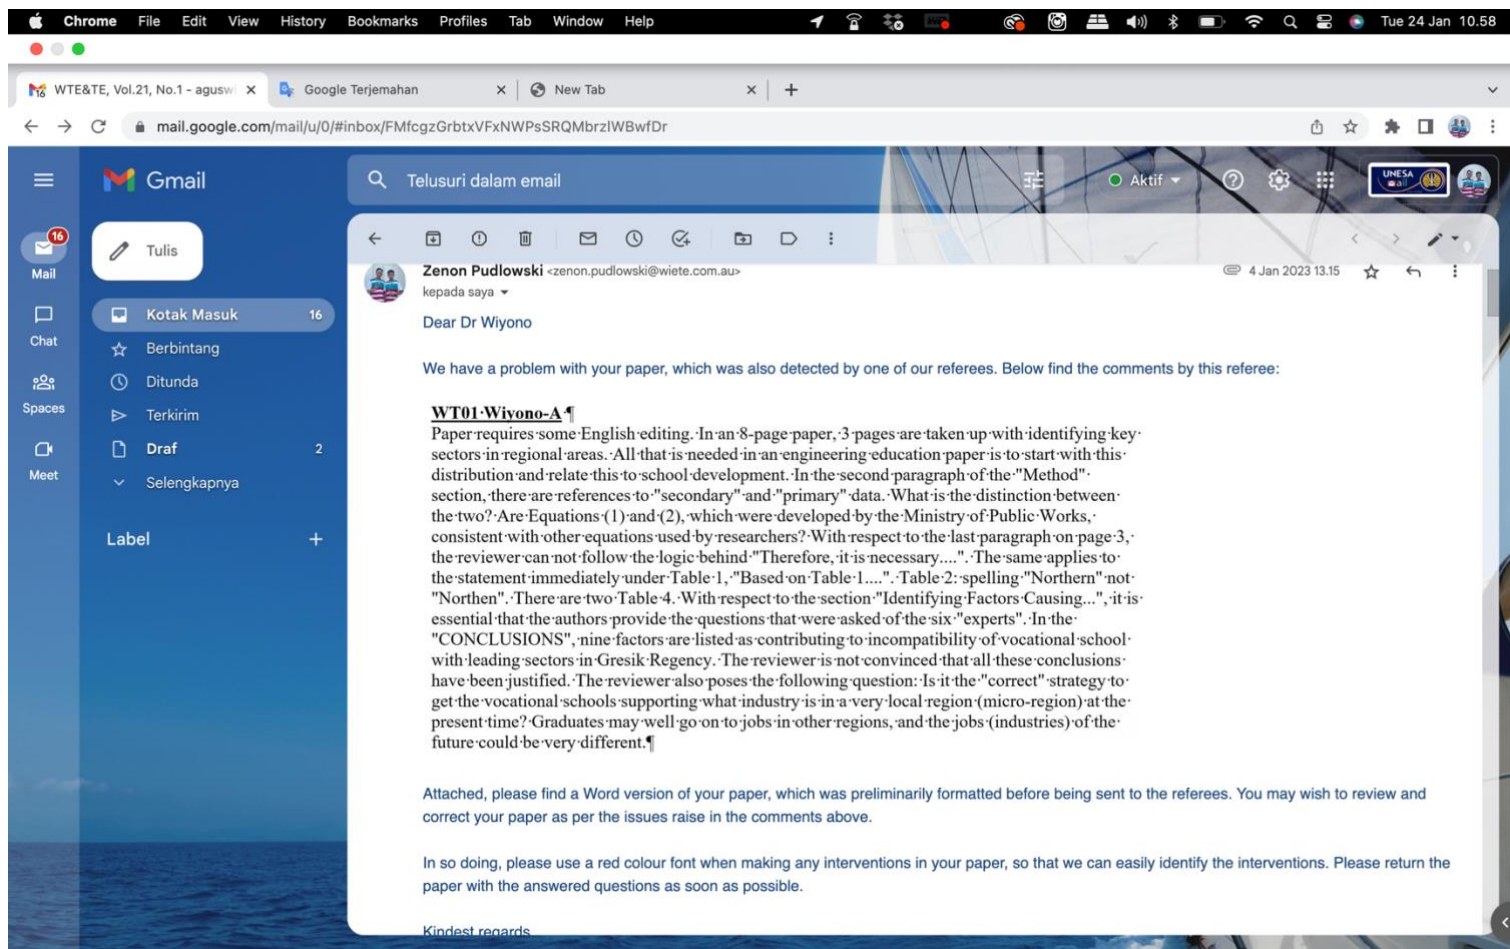 Chrome File Edit View History Bookmarks Profiles Tab Window Help Tue 24 Jan 10.58
WTE&TE, Vol.21, No.1 - agusw Google Terjemahan New Tab
mail.google.com/mail/u/0/#inbox/FMfcgzGrbtxVFxNWPsSRQMbrzlWBwfDr
Gmail Telusuri dalam email Aktif UNESA mail
16
Mail
Chat
Spaces
Meet
Tulis
Kotak Masuk 16
Berbintang
Ditunda
Terkirim
Draf 2
Selengkapnya
Label
Zenon Pudlowski <zenon.pudlowski@wiete.com.au> 4 Jan 2023 13.15
kepada saya
Dear Dr Wiyono
We have a problem with your paper, which was also detected by one of our referees. Below find the comments by this referee:
WT01·Wiyono-A¶
Paper·requires·some·English·editing.·In·an·8-page·paper,·3·pages·are·taken·up·with·identifying·key·
sectors·in·regional·areas.·All·that·is·needed·in·an·engineering·education·paper·is·to·start·with·this·
distribution·and·relate·this·to·school·development.·In·the·second·paragraph·of·the·"Method"·
section,·there·are·references·to·"secondary"·and·"primary"·data.·What·is·the·distinction·between·
the·two?·Are·Equations·(1)·and·(2),·which·were·developed·by·the·Ministry·of·Public·Works,·
consistent·with·other·equations·used·by·researchers?·With·respect·to·the·last·paragraph·on·page·3,·
the·reviewer·can·not·follow·the·logic·behind·"Therefore,·it·is·necessary....".·The·same·applies·to·
the·statement·immediately·under·Table·1,·"Based·on·Table·1....".·Table·2:·spelling·"Northern"·not·
"Northen".·There·are·two·Table·4.·With·respect·to·the·section·"Identifying·Factors·Causing...",·it·is·
essential·that·the·authors·provide·the·questions·that·were·asked·of·the·six·"experts".·In·the·
"CONCLUSIONS",·nine·factors·are·listed·as·contributing·to·incompatibility·of·vocational·school·
with·leading·sectors·in·Gresik·Regency.·The·reviewer·is·not·convinced·that·all·these·conclusions·
have·been·justified.·The·reviewer·also·poses·the·following·question:·Is·it·the·"correct"·strategy·to·
get·the·vocational·schools·supporting·what·industry·is·in·a·very·local·region·(micro-region)·at·the·
present·time?·Graduates·may·well·go·on·to·jobs·in·other·regions,·and·the·jobs·(industries)·of·the·
future·could·be·very·different.¶
Attached, please find a Word version of your paper, which was preliminarily formatted before being sent to the referees. You may wish to review and
correct your paper as per the issues raise in the comments above.
In so doing, please use a red colour font when making any interventions in your paper, so that we can easily identify the interventions. Please return the
paper with the answered questions as soon as possible.
Kindest regards